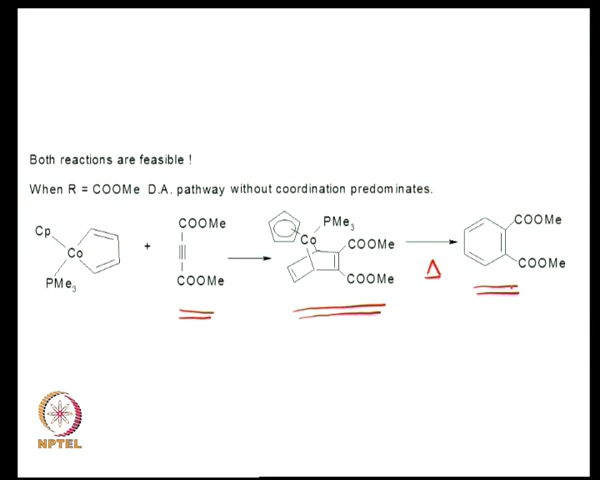 Both reactions are feasible !
When R = COOMe D.A. pathway without coordination predominates.
Cp
Co
PMe3
+
COOMe
COOMe
PMe3
Co
COOMe
COOMe
Δ
COOMe
COOMe
NPTEL